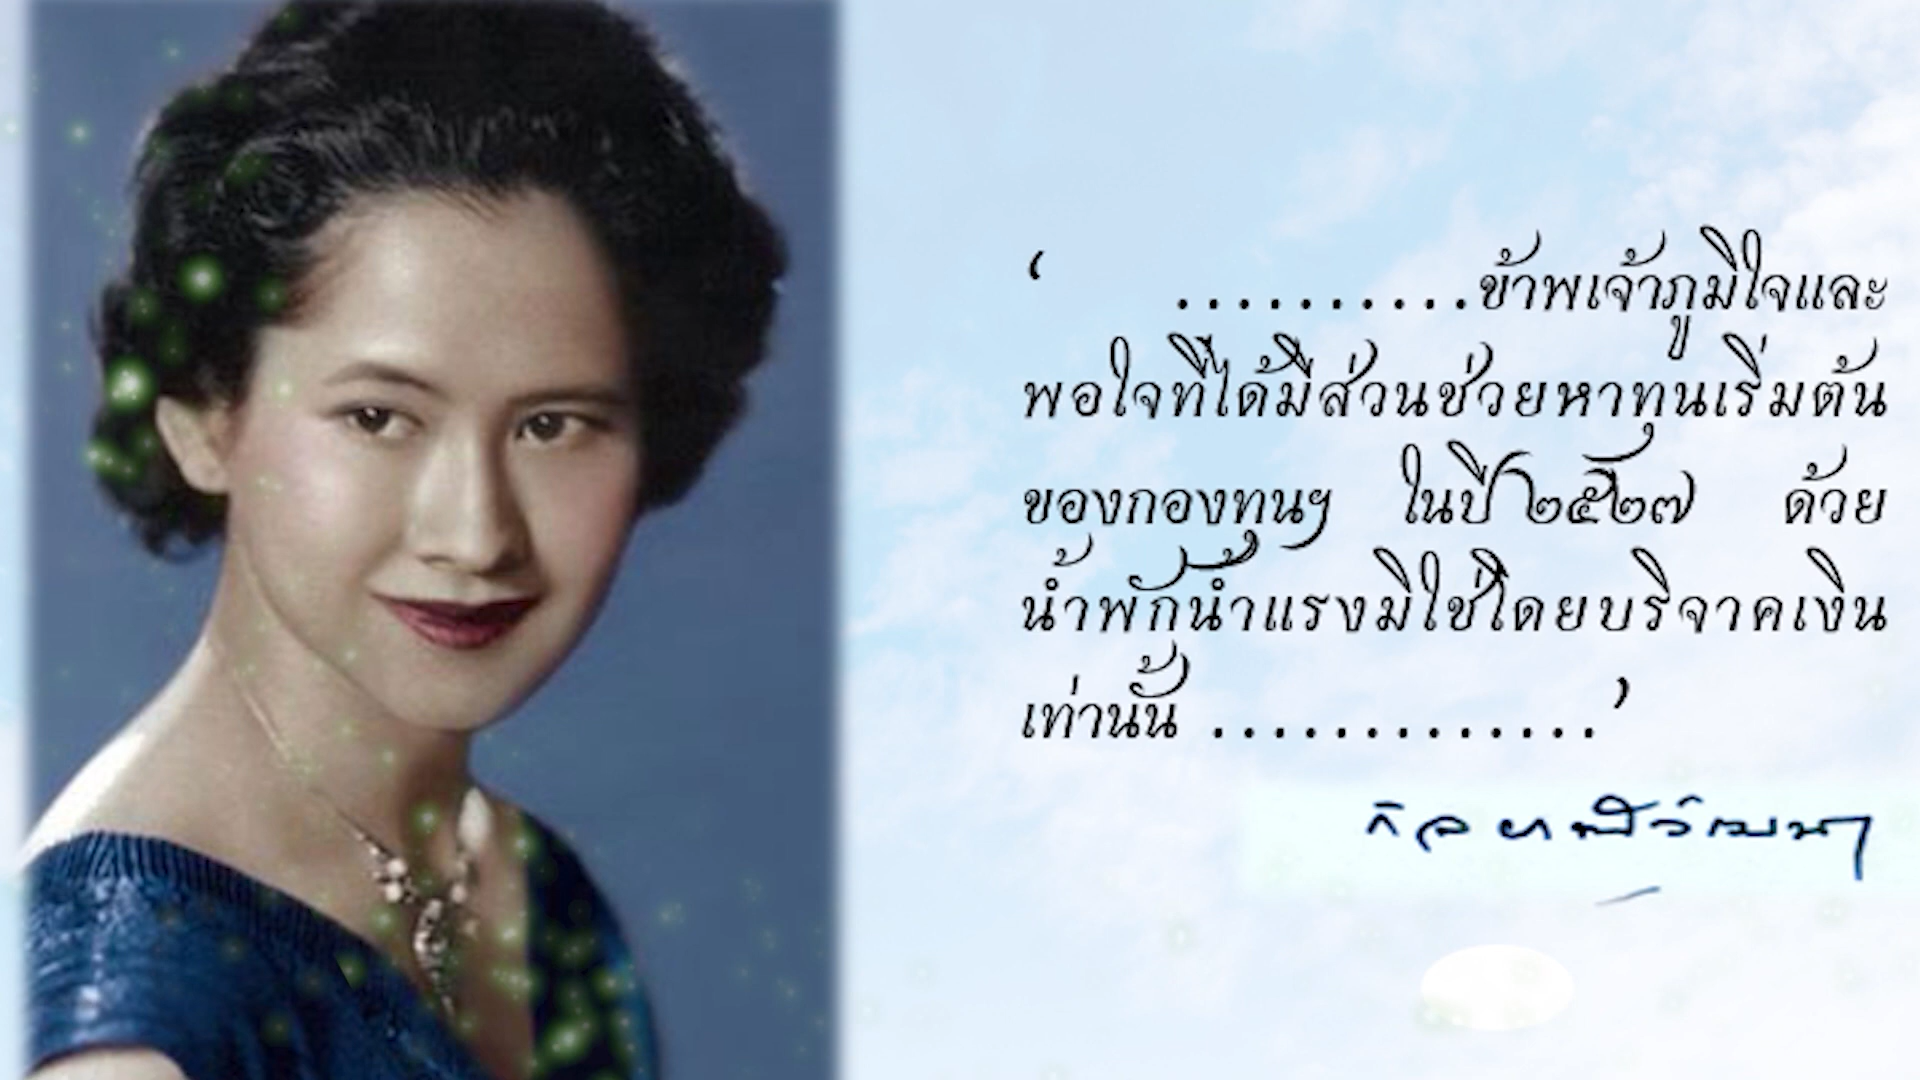 ‘ ..........ข้าพเจ้าภูมิใจและ
พอใจที่ได้มีส่วนช่วยหาทุนเริ่มต้น
ของกองทุนฯ ในปี ๒๕๒๗ ด้วย
น้ำพักน้ำแรงมิใช่โดยบริจาคเงิน
เท่านั้น .............’
กัลยาณิวัฒนา